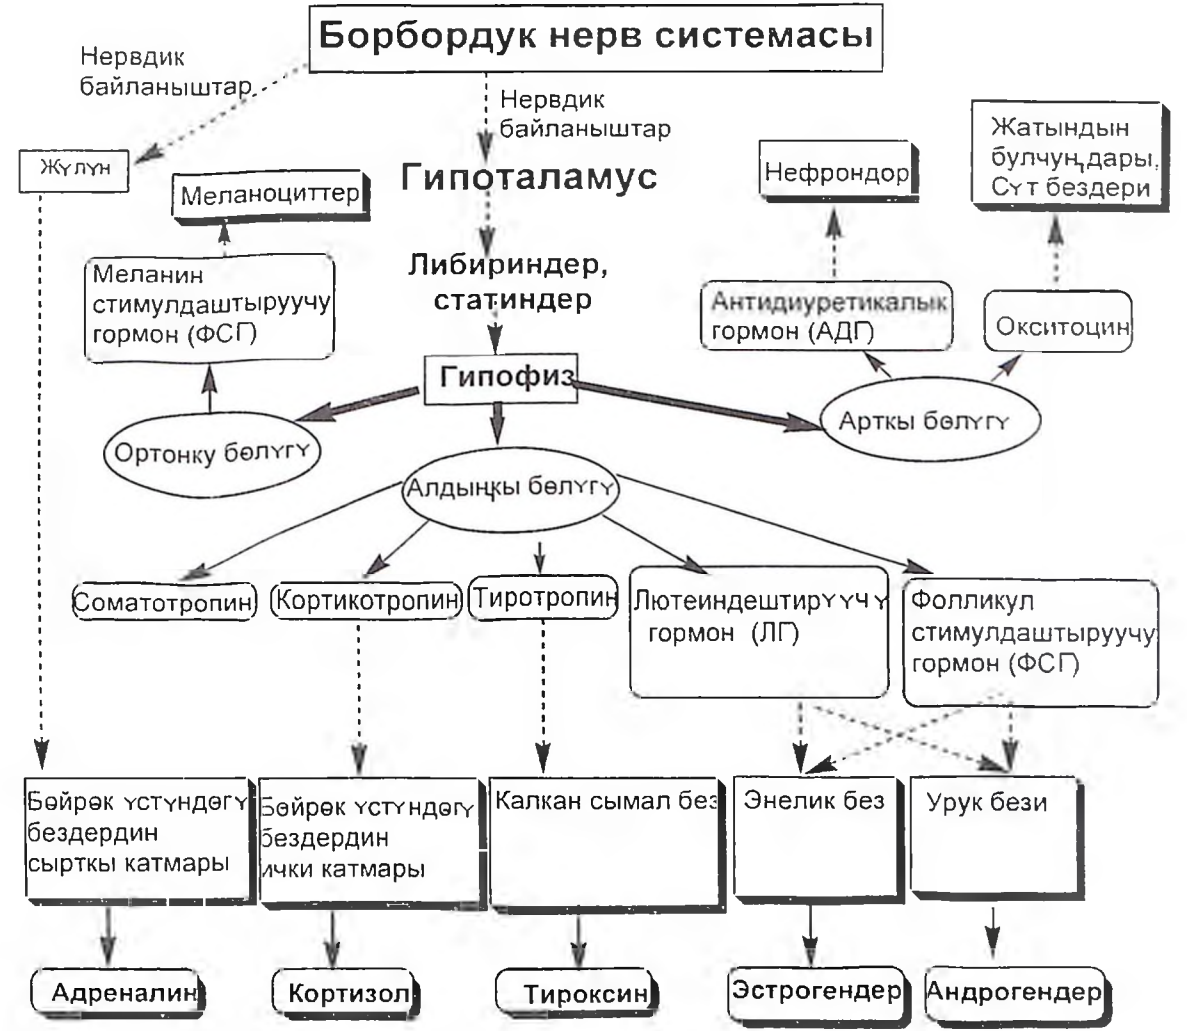 Борбордук нерв системасы
Нервдик
байланыштар
Нервдик
байланыштар
Жүлүн
Гипоталамус
Меланоциттер
Нефрондор
Жатындын
булчуңдары,
Сүт бездери
Либириндер,
статиндер
Меланин
стимулдаштыруучу
гормон (ФСГ)
Антидиуретикалык
гормон (АДГ)
Окситоцин
Гипофиз
Ортонку бөлүгү
Арткы бөлүгү
Алдыңкы бөлүгү
Соматотропин
Кортикотропин
Тиротропин
Лютеиндештирүүчү
гормон (ЛГ)
Фолликул
стимулдаштыруучу
гормон (ФСГ)
Бөйрөк үстүндөгү
бездердин
сырткы катмары
Бөйрөк үстүндөгү
бездердин
ички катмары
Калкан сымал без
Энелик без
Урук бези
Адреналин
Кортизол
Тироксин
Эстрогендер
Андрогендер